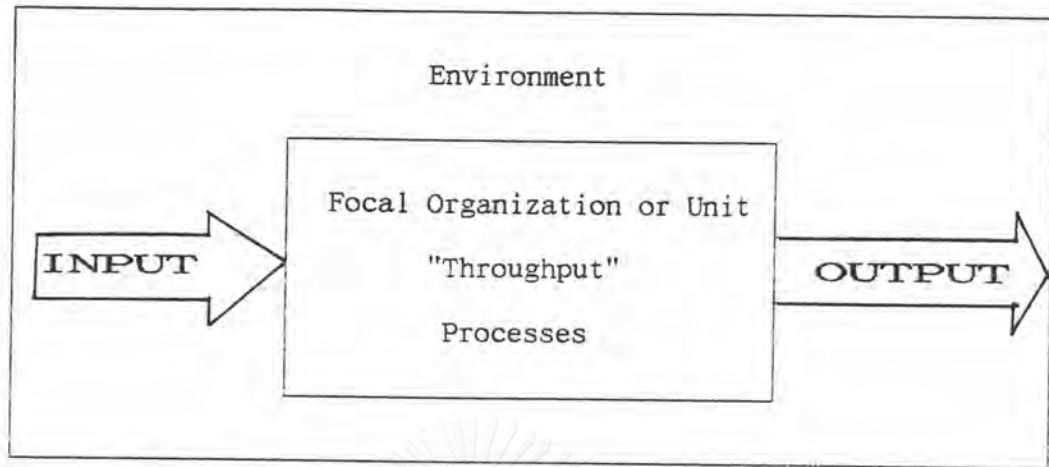 Environment
Focal Organization or Unit
INPUT
"Throughput"
OUTPUT
Processes